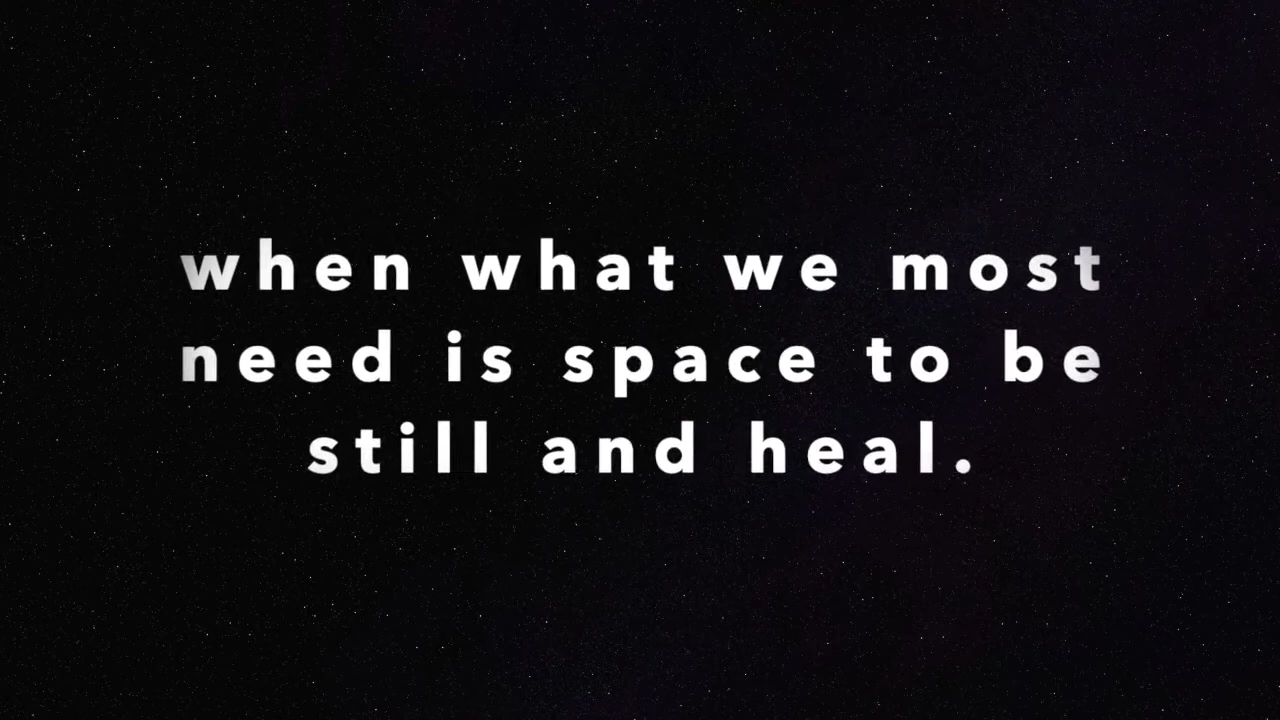 when what we most
need is space to be
still and heal.